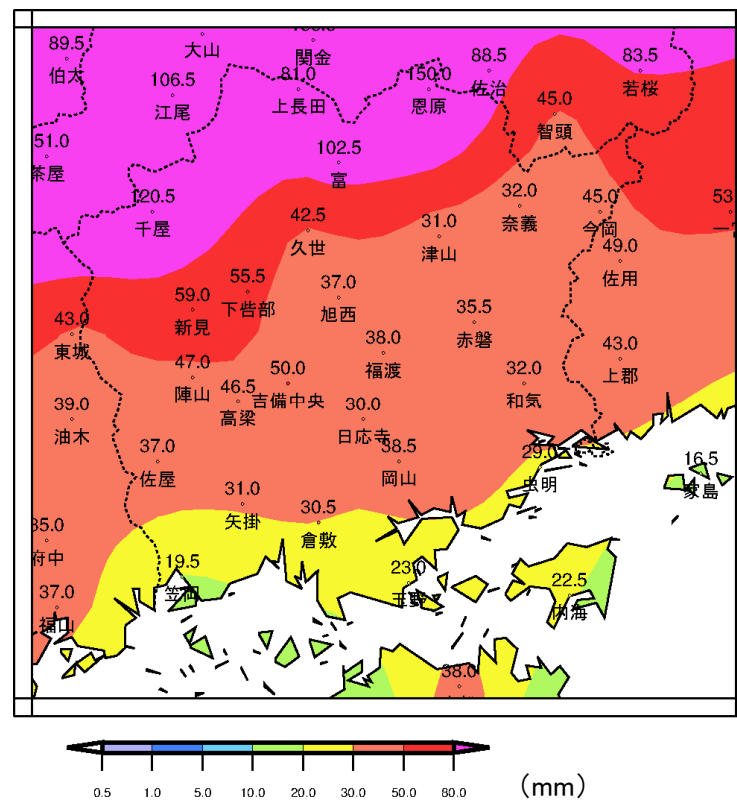 大山
関金
89.5
伯太
88.5
佐治
83.5
若桜
106.5
江尾
81.0
上長田
150.0
恩原
45.0
智頭
51.0
茶屋
102.5
富
120.5
千屋
32.0
奈義
45.0
今岡
53
42.5
久世
31.0
津山
49.0
佐用
55.5
下呰部
37.0
旭西
59.0
新見
35.5
赤磐
43.0
東城
38.0
福渡
43.0
上郡
47.0
陣山
50.0
吉備中央
32.0
和気
46.5
高梁
39.0
油木
30.0
日応寺
37.0
佐屋
38.5
岡山
29.0
虫明
16.5
家島
31.0
矢掛
30.5
倉敷
35.0
府中
19.5
笠岡
23.0
玉野
22.5
内海
37.0
福山
38.0
0.5 1.0 5.0 10.0 20.0 30.0 50.0 80.0 (mm)